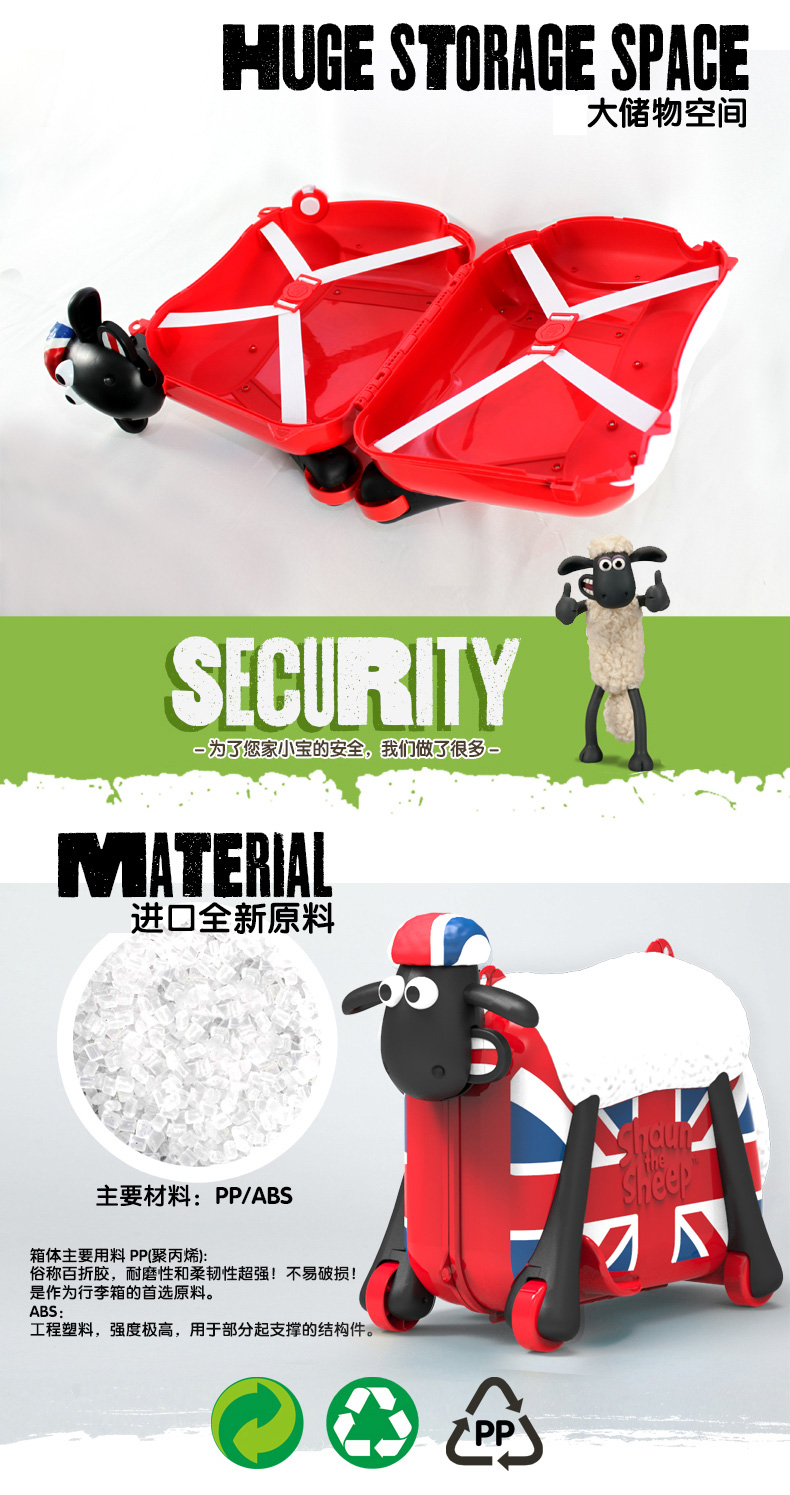 HUGE STORAGE SPACE
大储物空间
SECURITY
-为了您家小宝的安全，我们做了很多-
MATERIAL
进口全新原料
Shaun
the
Sheep
主要材料：PP/ABS
箱体主要用料 PP(聚丙烯):
俗称百折胶，耐磨性和柔韧性超强！不易破损！
是作为行李箱的首选原料。
ABS：
工程塑料，强度极高，用于部分起支撑的结构件。
PP